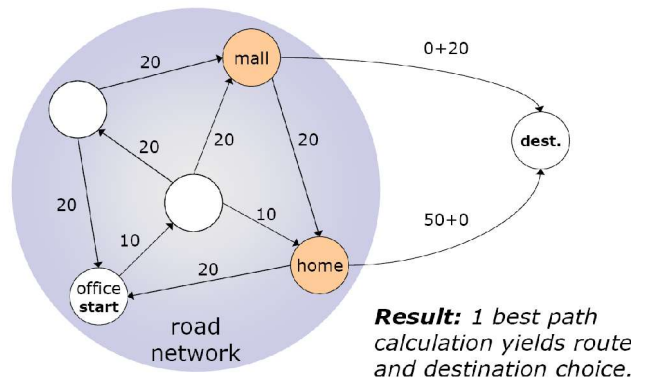 20
mall
0+20
20
20
20
dest.
20
10
10
50+0
20
home
office
start
road
network
Result: 1 best path
calculation yields route
and destination choice.